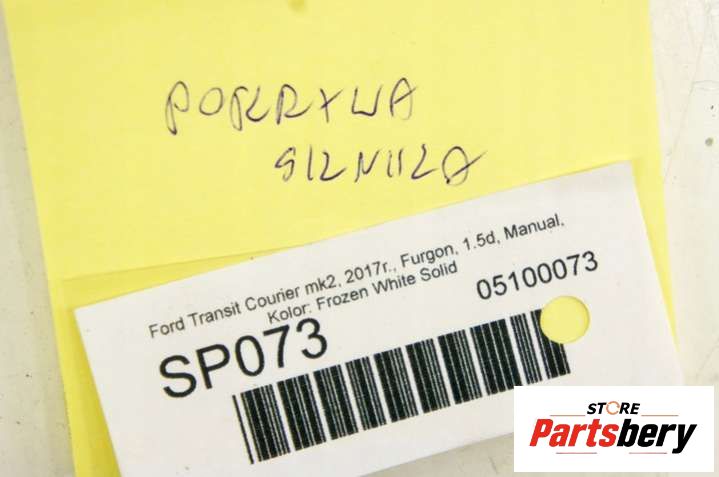 POKRYWA
SILNIKA
Ford Transit Courier mk2, 2017r., Furgon, 1.5d, Manual,
Kolor: Frozen White Solid
SP073
05100073
STORE
Partsbery